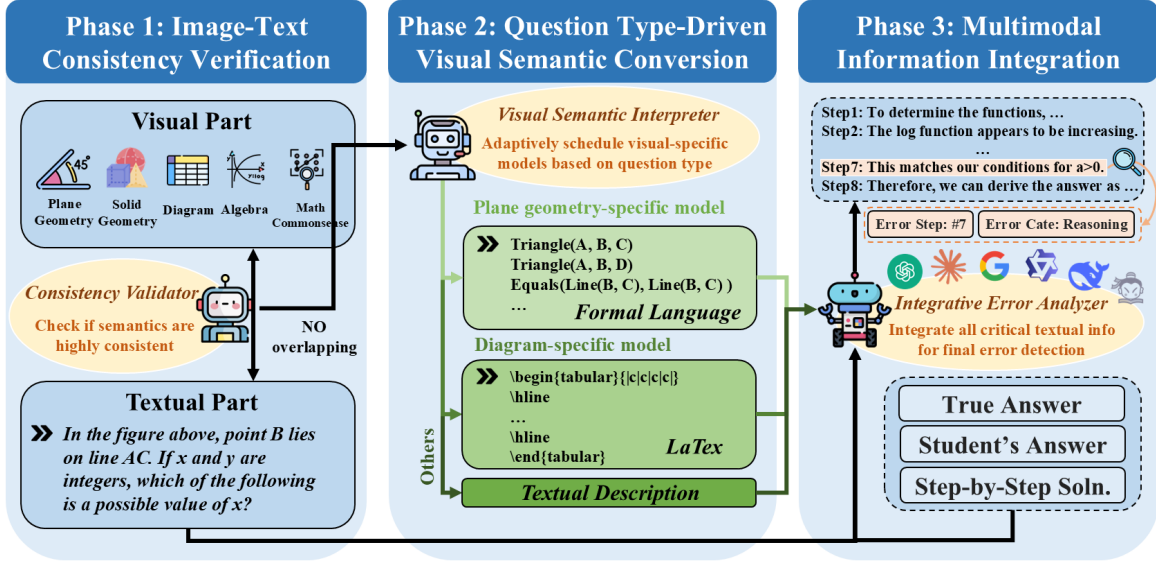 Phase 1: Image-Text
Consistency Verification
Visual Part
45°
y=log
Plane
Geometry
Solid
Geometry
Diagram
Algebra
Math
Commonsense
Consistency Validator
Check if semantics are
highly consistent
NO
overlapping
Textual Part
In the figure above, point B lies
on line AC. If x and y are
integers, which of the following
is a possible value of x?
Phase 2: Question Type-Driven
Visual Semantic Conversion
Visual Semantic Interpreter
Adaptively schedule visual-specific
models based on question type
Plane geometry-specific model
Triangle(A, B, C)
Triangle(A, B, D)
Equals(Line(B, C), Line(B, C) )
…
Formal Language
Diagram-specific model
\begin{tabular}{|c|c|c|c|}
\hline
…
\hline
\end{tabular}
LaTex
Others
Textual Description
Phase 3: Multimodal
Information Integration
Step1: To determine the functions, …
Step2: The log function appears to be increasing.
…
Step7: This matches our conditions for a>0.
Step8: Therefore, we can derive the answer as …
Error Step: #7
Error Cate: Reasoning
Integrative Error Analyzer
Integrate all critical textual info
for final error detection
True Answer
Student's Answer
Step-by-Step Soln.